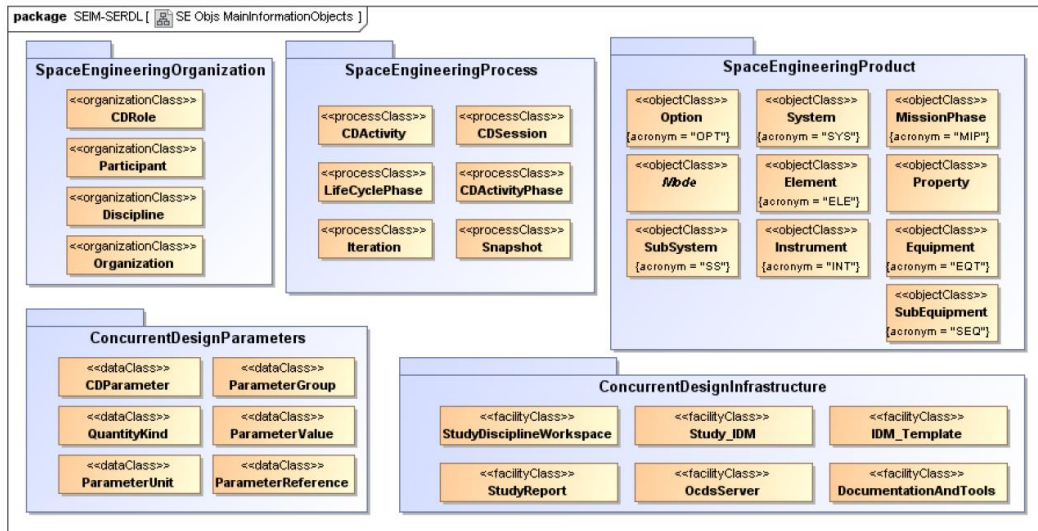 package SEIM-SERDL [ SE Objs MainInformationObjects ]
SpaceEngineeringOrganization
<<organizationClass>>
CDRole
<<organizationClass>>
Participant
<<organizationClass>>
Discipline
<<organizationClass>>
Organization
SpaceEngineeringProcess
<<processClass>>
CDActivity
<<processClass>>
CDSession
<<processClass>>
LifeCyclePhase
<<processClass>>
CDActivityPhase
<<processClass>>
Iteration
<<processClass>>
Snapshot
SpaceEngineeringProduct
<<objectClass>>
Option
{acronym = "OPT"}
<<objectClass>>
System
{acronym = "SYS"}
<<objectClass>>
MissionPhase
{acronym = "MIP"}
<<objectClass>>
Mode
<<objectClass>>
Element
{acronym = "ELE"}
<<objectClass>>
Property
<<objectClass>>
SubSystem
{acronym = "SS"}
<<objectClass>>
Instrument
{acronym = "INT"}
<<objectClass>>
Equipment
{acronym = "EQT"}
<<objectClass>>
SubEquipment
{acronym = "SEQ"}
ConcurrentDesignParameters
<<dataClass>>
CDParameter
<<dataClass>>
ParameterGroup
<<dataClass>>
QuantityKind
<<dataClass>>
ParameterValue
<<dataClass>>
ParameterUnit
<<dataClass>>
ParameterReference
ConcurrentDesignInfrastructure
<<facilityClass>>
StudyDisciplineWorkspace
<<facilityClass>>
Study_IDM
<<facilityClass>>
IDM_Template
<<facilityClass>>
StudyReport
<<facilityClass>>
OcdsServer
<<facilityClass>>
DocumentationAndTools